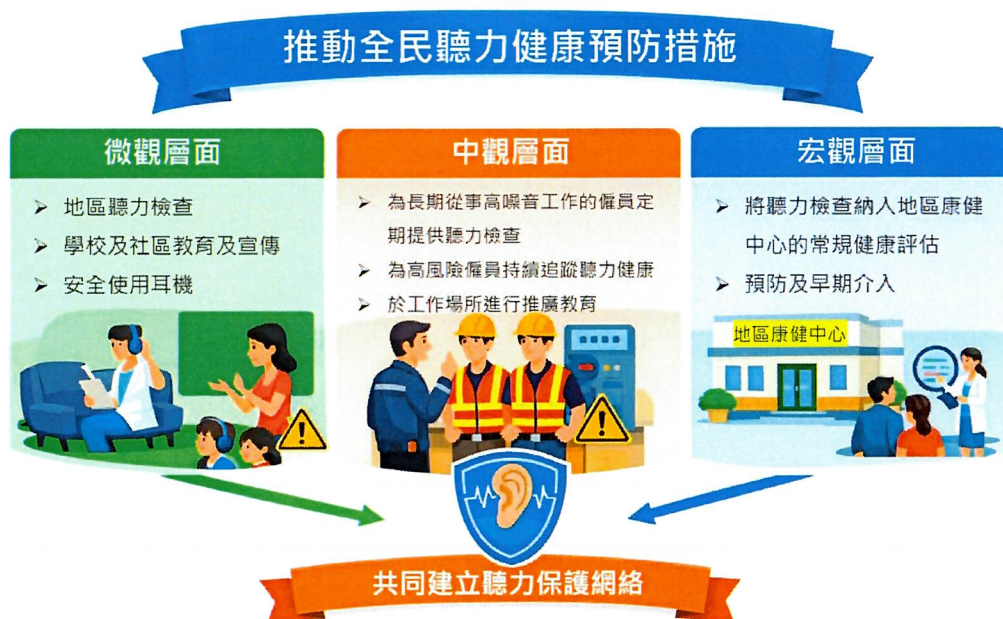 推動全民聽力健康預防措施
微觀層面
➤ 地區聽力檢查
➤ 學校及社區教育及宣傳
➤ 安全使用耳機
中觀層面
➤ 為長期從事高噪音工作的僱員定
期提供聽力檢查
➤ 為高風險僱員持續追蹤聽力健康
➤ 於工作場所進行推廣教育
宏觀層面
➤ 將聽力檢查納入地區康健
中心的常規健康評估
➤ 預防及早期介入
地區康健中心
共同建立聽力保護網絡